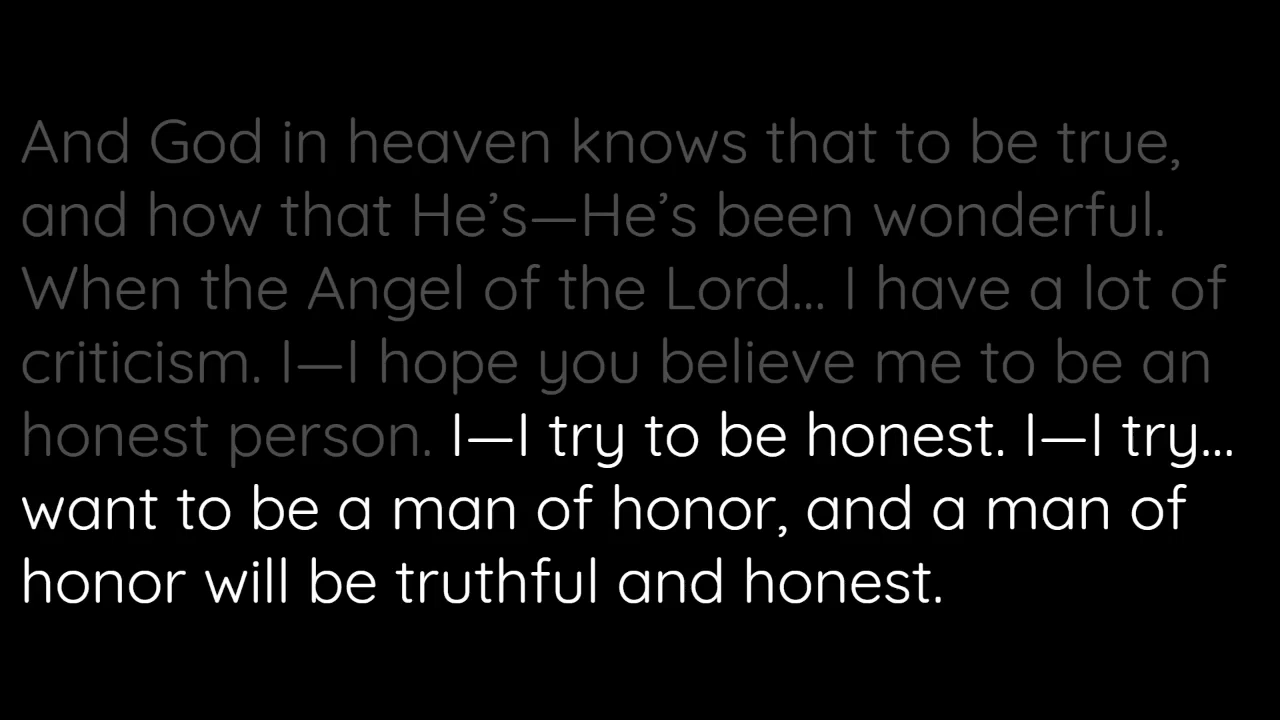 And God in heaven knows that to be true,
and how that He’s—He’s been wonderful.
When the Angel of the Lord... I have a lot of
criticism. I—I hope you believe me to be an
honest person. I—I try to be honest. I—I try...
want to be a man of honor, and a man of
honor will be truthful and honest.